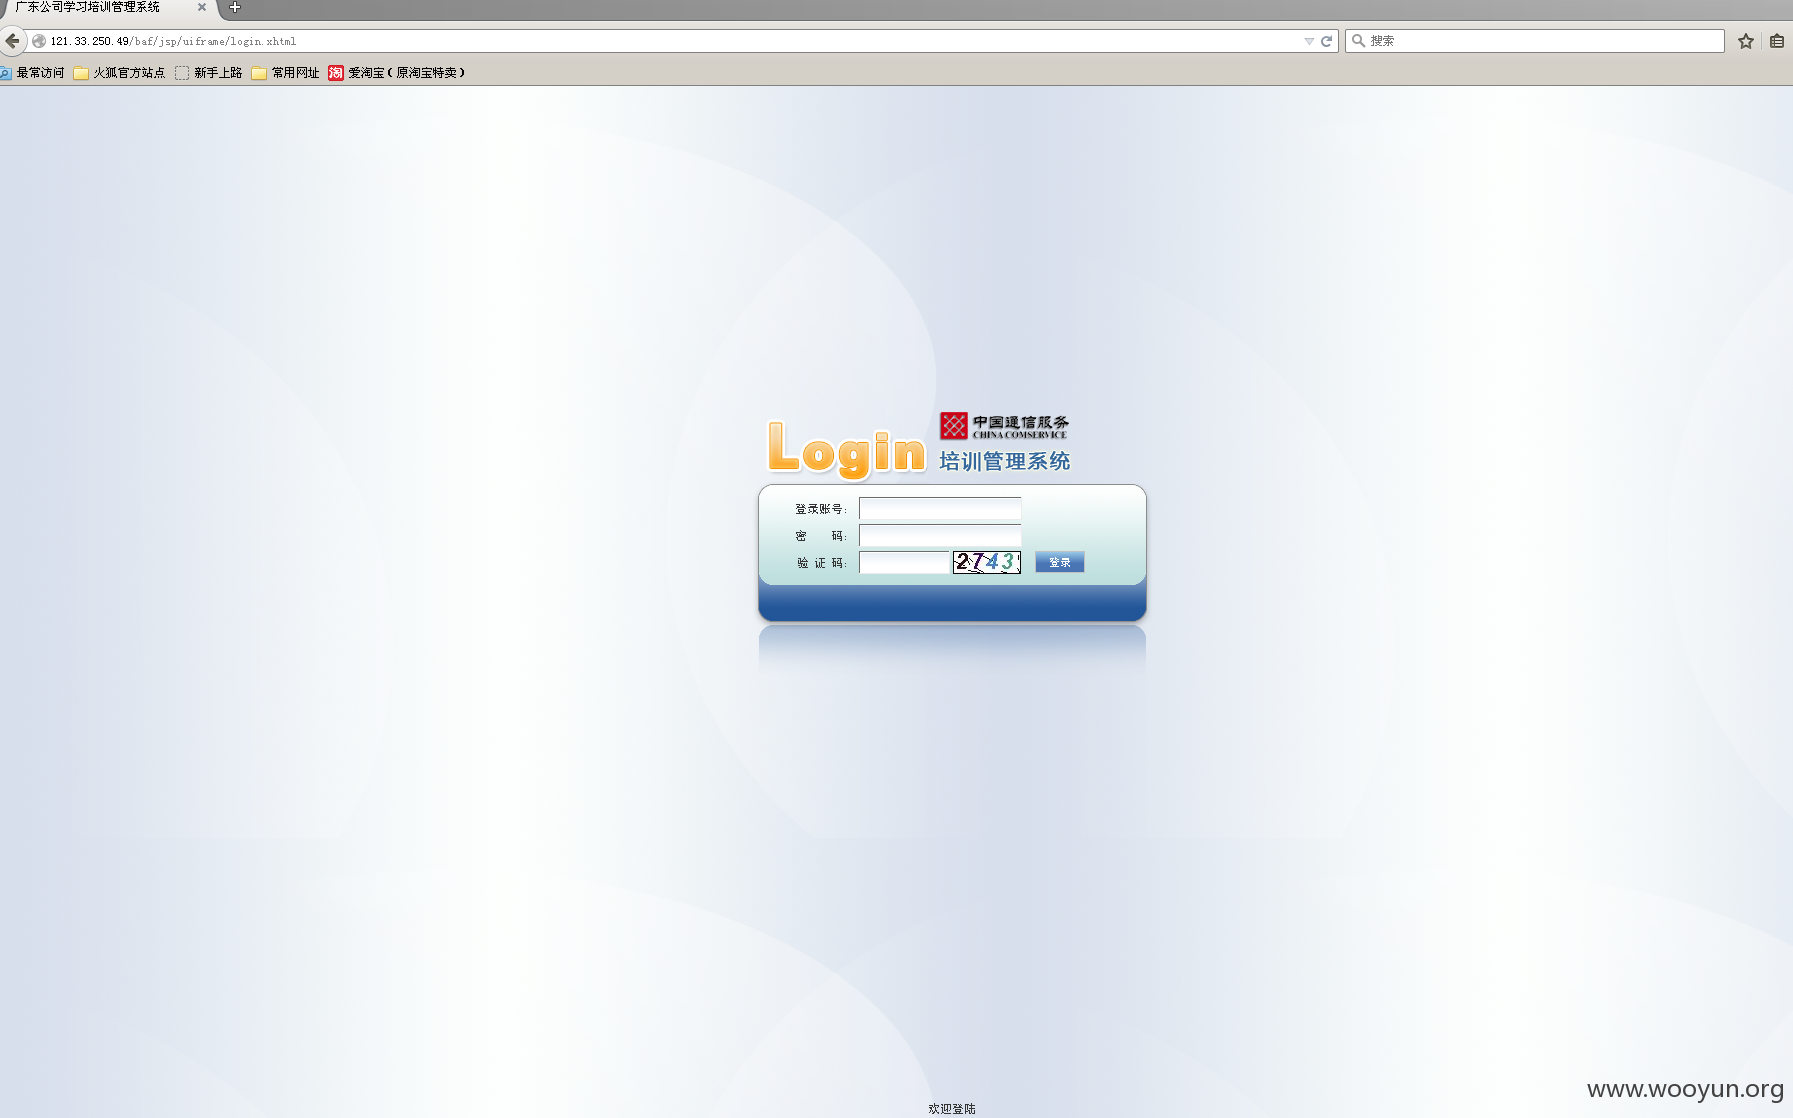 广东公司学习培训管理系统
121.33.250.49/baf/jsp/uiframe/login.xhtml
搜索
最常访问 火狐官方站点 新手上路 常用网址 淘 爱淘宝(原淘宝特卖)
Login
中国通信服务
CHINA COMSERVICE
培训管理系统
登录账号:
密 码:
验 证 码: 2743 登录
www.wooyun.org
欢迎登陆